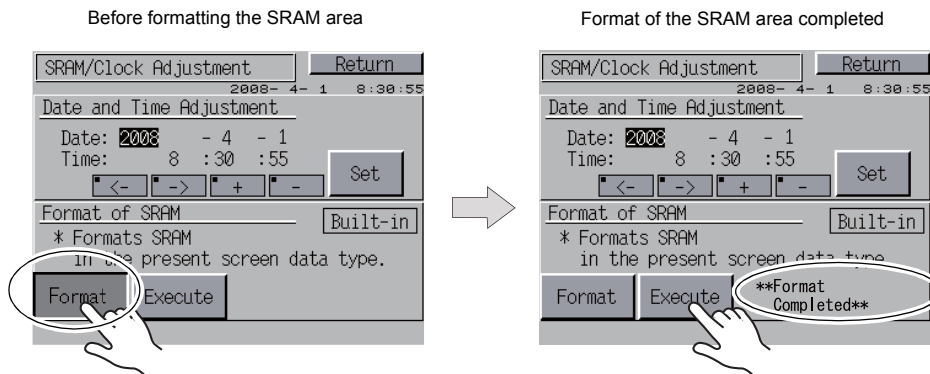 Before formatting the SRAM area
SRAM/Clock Adjustment
Return
2008- 4- 1 8:30:55
Date and Time Adjustment
Date: 2008 - 4 - 1
Time: 8 :30 :55
<- -> + -
Set
Format of SRAM
Built-in
* Formats SRAM
in the present screen data type.
Format Execute
Format of the SRAM area completed
SRAM/Clock Adjustment
Return
2008- 4- 1 8:30:55
Date and Time Adjustment
Date: 2008 - 4 - 1
Time: 8 :30 :55
<- -> + -
Set
Format of SRAM
Built-in
* Formats SRAM
in the present screen data type.
Format Execute
**Format
Completed**